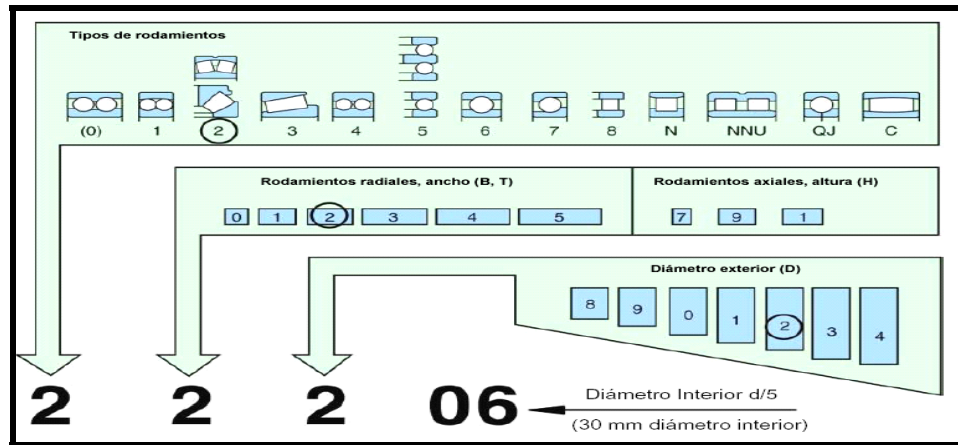 Tipos de rodamientos
(0) 1 2 3 4 5 6 7 8 N NNU QJ C
Rodamientos radiales, ancho (B, T)
0 1 2 3 4 5
Rodamientos axiales, altura (H)
7 9 1
Diámetro exterior (D)
8 9 0 1 2 3 4
2 2 2 06
Diámetro Interior d/5
(30 mm diámetro interior)